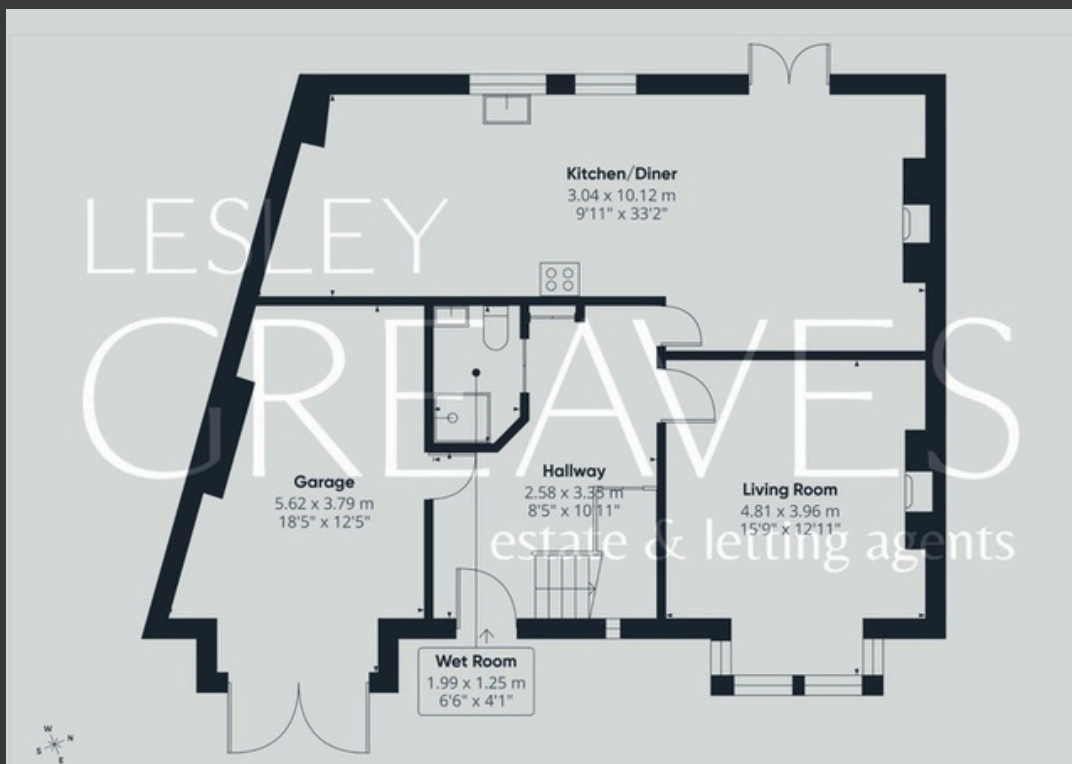 Kitchen/Diner
3.04 x 10.12 m
9'11" x 33'2"
LESLEY
GREAVES
estate & letting agents
Garage
5.62 x 3.79 m
18'5" x 12'5"
Hallway
2.58 x 3.35 m
8'5" x 10'11"
Living Room
4.81 x 3.96 m
15'9" x 12'11"
Wet Room
1.99 x 1.25 m
6'6" x 4'1"
W
N
S
E